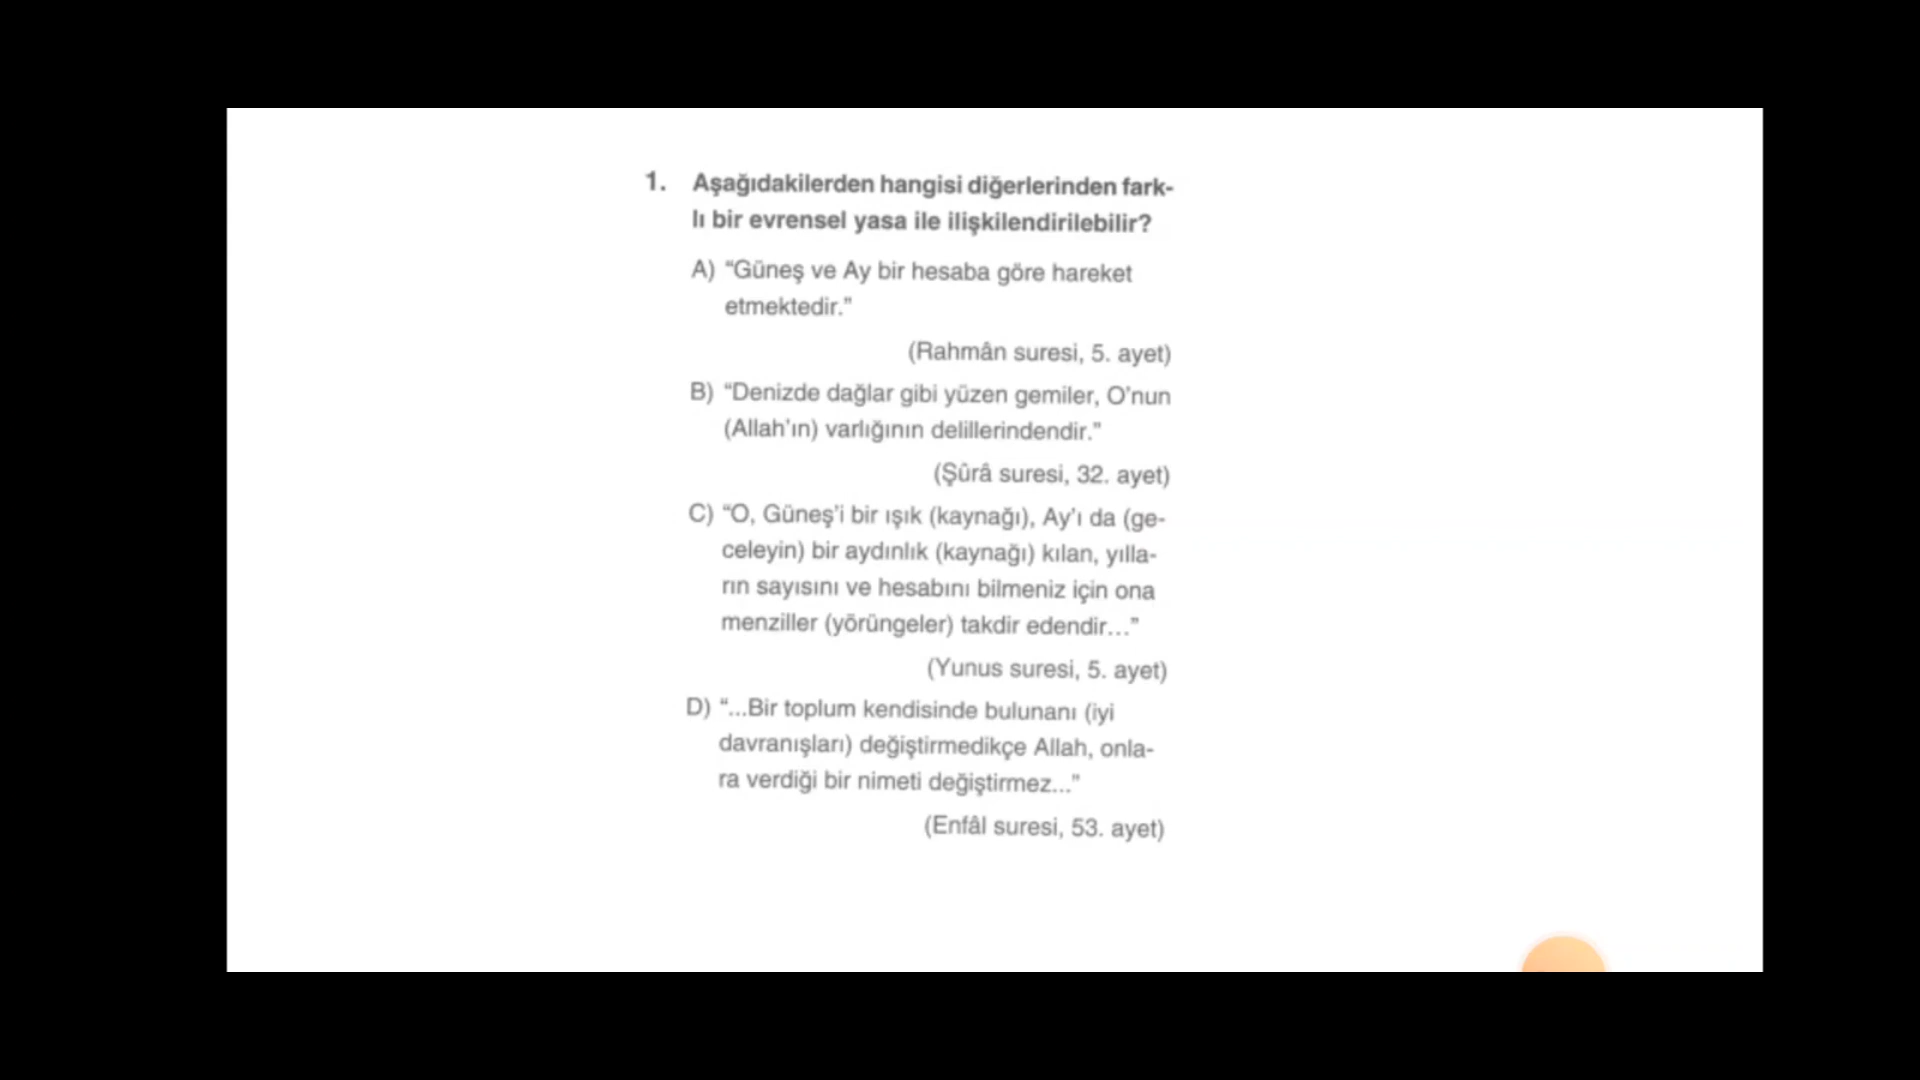 1. Aşağıdakilerden hangisi diğerlerinden fark-
lı bir evrensel yasa ile ilişkilendirilebilir?
A) “Güneş ve Ay bir hesaba göre hareket
etmektedir.”
(Rahmân suresi, 5. ayet)
B) “Denizde dağlar gibi yüzen gemiler, O’nun
(Allah’ın) varlığının delillerindendir.”
(Şûrâ suresi, 32. ayet)
C) “O, Güneş’i bir ışık (kaynağı), Ay’ı da (ge-
celeyin) bir aydınlık (kaynağı) kılan, yılla-
rın sayısını ve hesabını bilmeniz için ona
menziller (yörüngeler) takdir edendir...”
(Yunus suresi, 5. ayet)
D) “...Bir toplum kendisinde bulunanı (iyi
davranışları) değiştirmedikçe Allah, onla-
ra verdiği bir nimeti değiştirmez...”
(Enfâl suresi, 53. ayet)